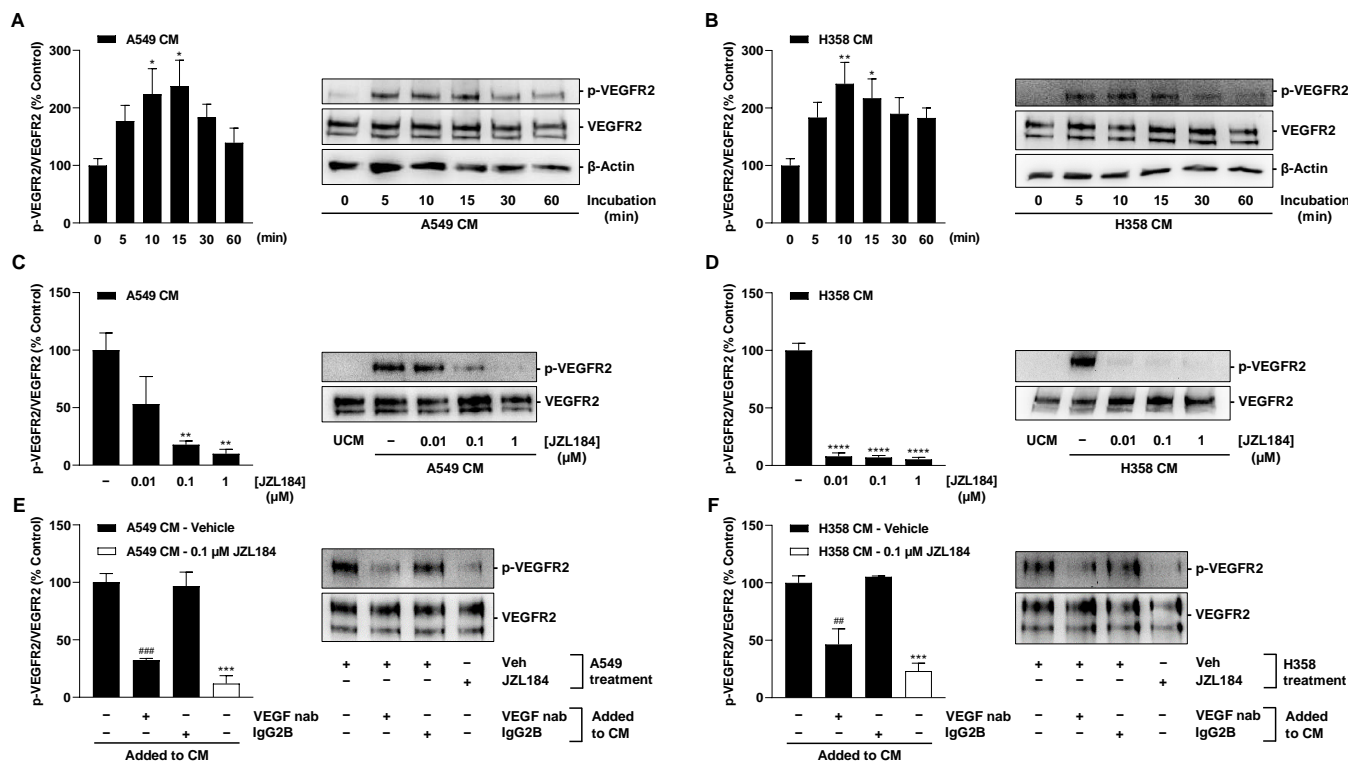 A
p-VEGFR2/VEGFR2 (% Control)
A549 CM
300
200
100
0
0 5 10 15 30 60 (min)
* *
p-VEGFR2
VEGFR2
β-Actin
0 5 10 15 30 60 Incubation
(min)
A549 CM
B
p-VEGFR2/VEGFR2 (% Control)
H358 CM
300
200
100
0
0 5 10 15 30 60 (min)
** *
p-VEGFR2
VEGFR2
β-Actin
0 5 10 15 30 60 Incubation
(min)
H358 CM
C
p-VEGFR2/VEGFR2 (% Control)
A549 CM
150
100
50
0
** **
– 0.01 0.1 1 [JZL184]
(µM)
p-VEGFR2
VEGFR2
UCM – 0.01 0.1 1 [JZL184]
(µM)
A549 CM
D
p-VEGFR2/VEGFR2 (% Control)
H358 CM
150
100
50
0
**** **** ****
– 0.01 0.1 1 [JZL184]
(µM)
p-VEGFR2
VEGFR2
UCM – 0.01 0.1 1 [JZL184]
(µM)
H358 CM
E
p-VEGFR2/VEGFR2 (% Control)
A549 CM - Vehicle
A549 CM - 0.1 µM JZL184
150
100
50
0
### ***
– + – – VEGF nab
– – + – IgG2B
Added to CM
p-VEGFR2
VEGFR2
+ + + – Veh
– – – + JZL184
A549
treatment
– + – – VEGF nab
– – + – IgG2B
Added
to CM
F
p-VEGFR2/VEGFR2 (% Control)
H358 CM - Vehicle
H358 CM - 0.1 µM JZL184
150
100
50
0
## ***
– + – – VEGF nab
– – + – IgG2B
Added to CM
p-VEGFR2
VEGFR2
+ + + – Veh
– – – + JZL184
H358
treatment
– + – – VEGF nab
– – + – IgG2B
Added
to CM